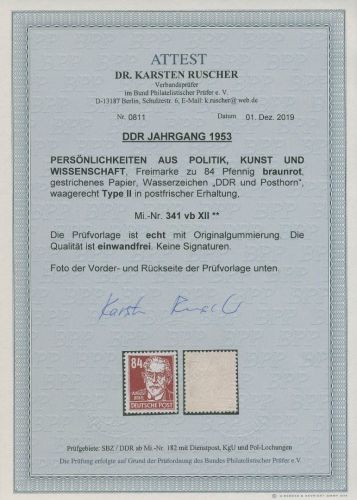 ATTEST
DR. KARSTEN RUSCHER
Verbandsprüfer
im Bund Philatelistischer Prüfer e. V.
D-13187 Berlin, Schulzestr. 6, E-Mail: k.ruscher@web.de
Nr. 0811 Datum 01. Dez. 2019
DDR JAHRGANG 1953
PERSÖNLICHKEITEN AUS POLITIK, KUNST UND
WISSENSCHAFT, Freimarke zu 84 Pfennig braunrot,
gestrichenes Papier, Wasserzeichen „DDR und Posthorn“,
waagerecht Type II in postfrischer Erhaltung,
Mi.-Nr. 341 vb XII **
Die Prüfvorlage ist echt mit Originalgummierung. Die
Qualität ist einwandfrei. Keine Signaturen.
Foto der Vorder- und Rückseite der Prüfvorlage unten.
84
AUGUST
BEBEL
DEUTSCHE POST
Prüfgebiete: SBZ / DDR ab Mi.-Nr. 182 mit Dienstpost, KgU und Pol-Lochungen
Die Prüfung erfolgt auf Grund der Prüfordnung des Bundes Philatelistischer Prüfer e. V.